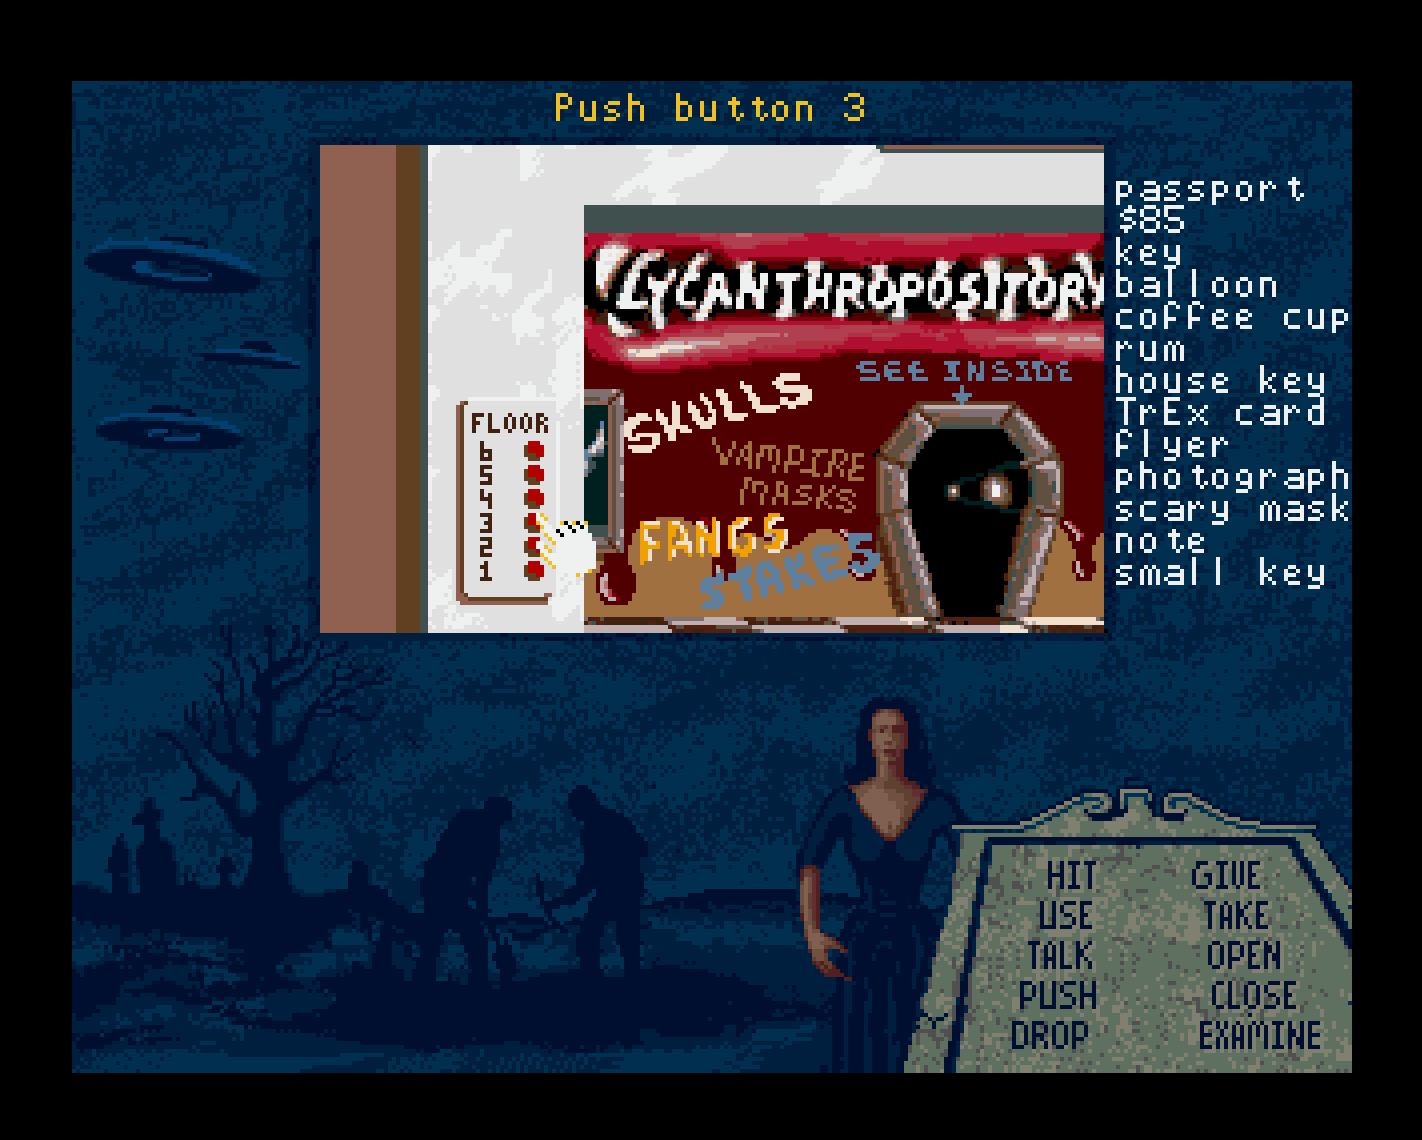 Push button 3
LYCANTHROPOSITORY
SEE INSIDE
SKULLS
VAMPIRE
MASKS
FANGS
STAKES
FLOOR
6
5
4
3
2
1
passport
$85
key
balloon
coffee cup
rum
house key
TrEx card
flyer
photograph
scary mask
note
small key
HIT GIVE
USE TAKE
TALK OPEN
PUSH CLOSE
DROP EXAMINE